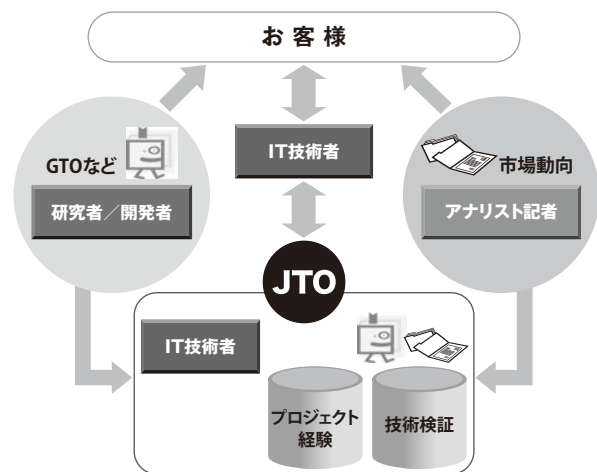 お客様
GTOなど
研究者／開発者
IT技術者
市場動向
アナリスト記者
JTO
IT技術者
プロジェクト
経験
技術検証